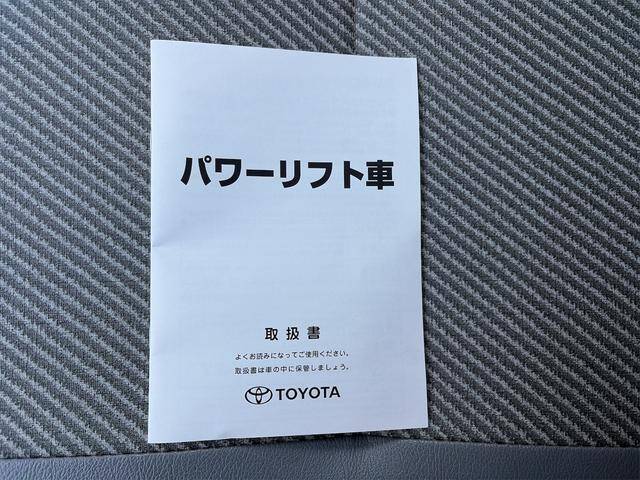 パワーリフト車
取扱書
よくお読みになってご使用ください。
取扱書は車の中に保管しましょう。
TOYOTA